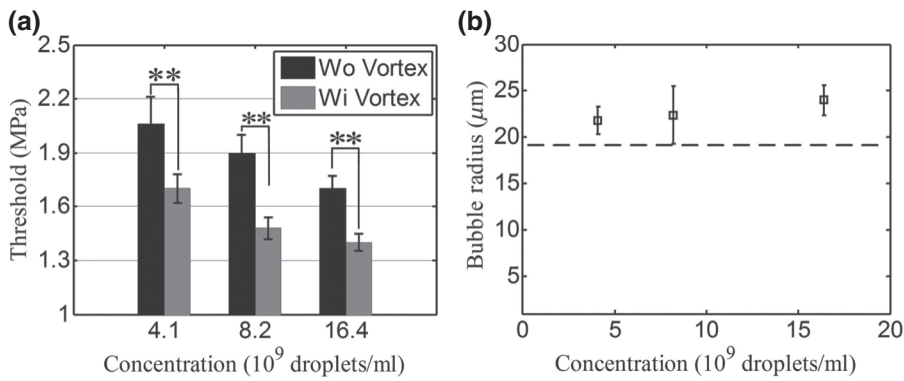 (a)
2.5
2.2
1.9
1.6
1.3
1
Threshold (MPa)
Wo Vortex
Wi Vortex
**
**
**
4.1 8.2 16.4
Concentration (10⁹ droplets/ml)
(b)
30
25
20
15
10
5
Bubble radius (μm)
0 5 10 15 20
Concentration (10⁹ droplets/ml)